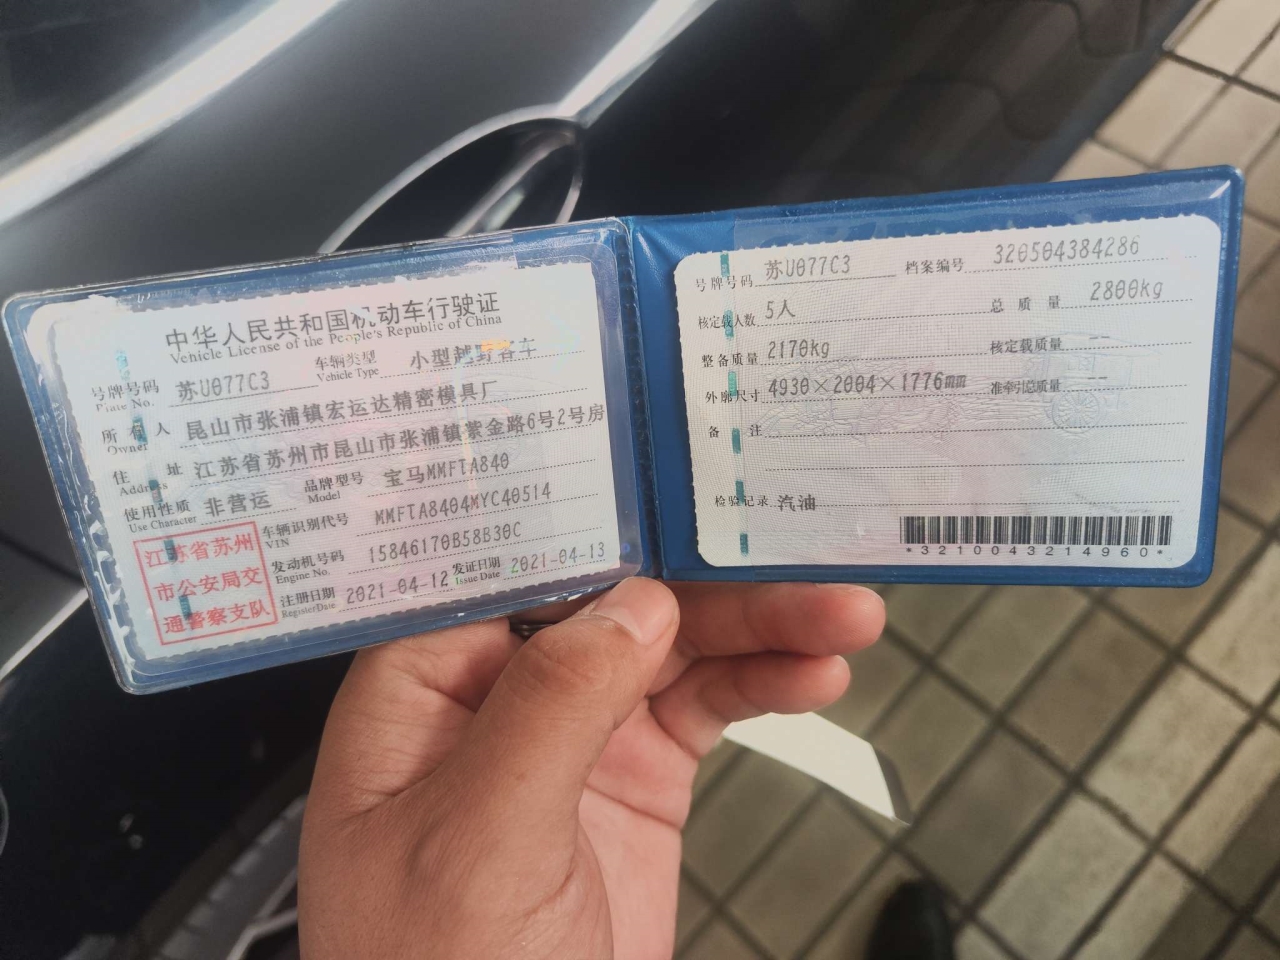 中华人民共和国机动车行驶证
Vehicle License of the People's Republic of China
号牌号码 苏U077C3 车辆类型 小型越野客车
Plate No. Vehicle Type
所有人 昆山市张浦镇宏运达精密模具厂
Owner
住址 江苏省苏州市昆山市张浦镇紫金路6号2号房
Address
使用性质 非营运 品牌型号 宝马MMFTA840
Use Character Model
江苏省苏州
市公安局交
通警察支队
车辆识别代号 MMFTA8404MYC40514
VIN
发动机号码 15846170B58B30C
Engine No.
注册日期 2021-04-12 发证日期 2021-04-13
Register Date Issue Date
号牌号码 苏U077C3 档案编号 320504384286
核定载人数 5人 总质量 2800kg
整备质量 2170kg 核定载质量 --
外廓尺寸 4930×2004×1776mm 准牵引总质量 --
备注
检验记录 汽油
*3210043214960*